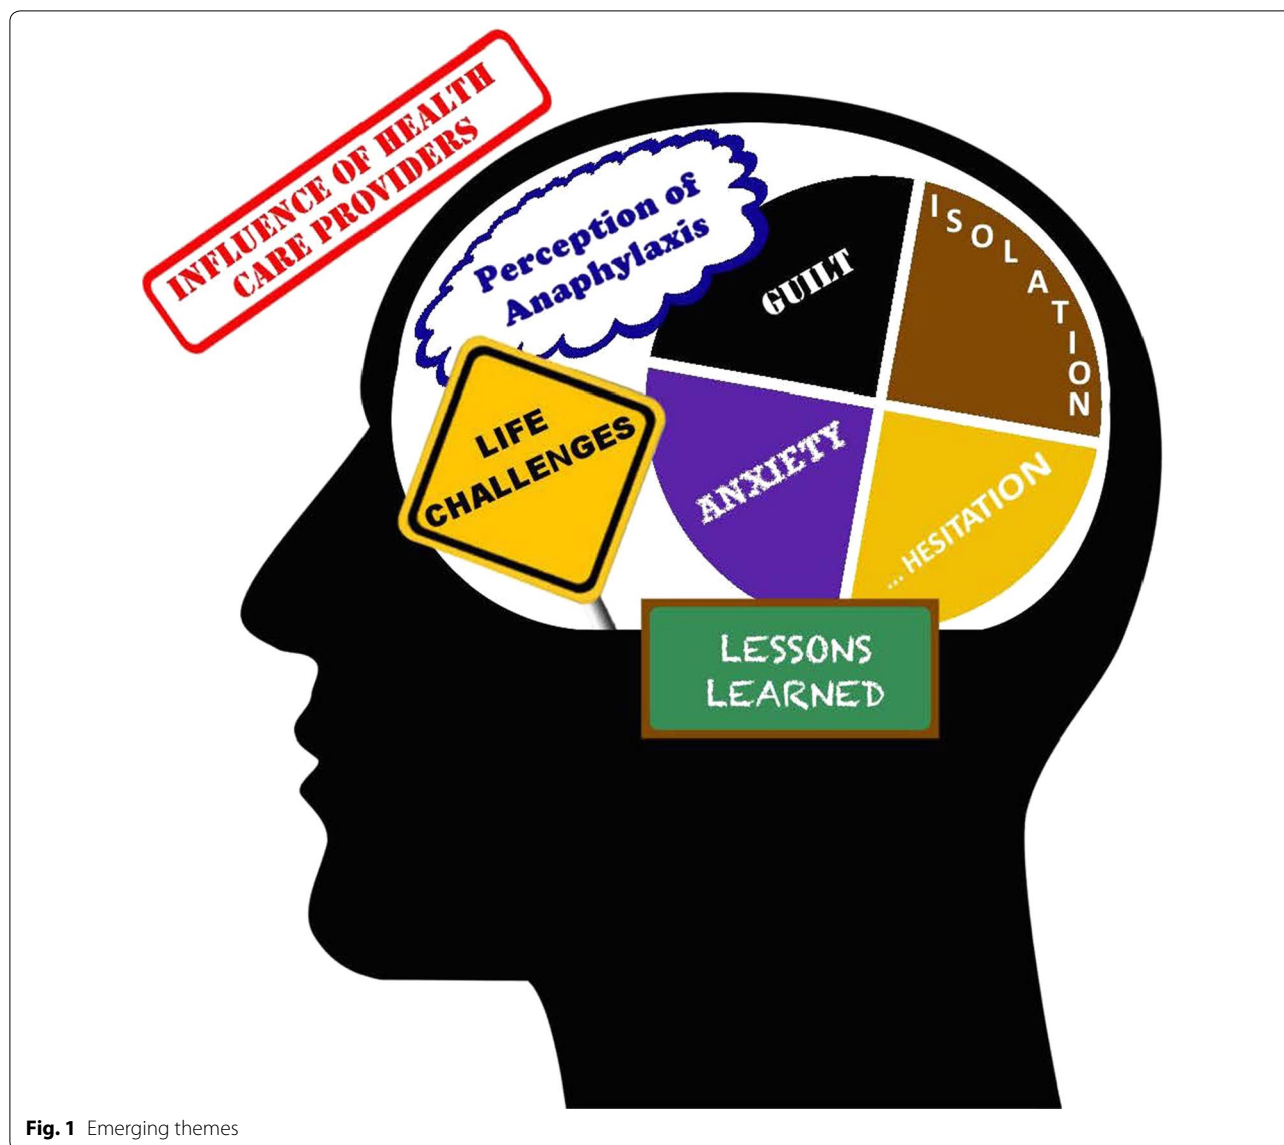 INFLUENCE OF HEALTH
CARE PROVIDERS
Perception of
Anaphylaxis
GUILT
ISOLATION
LIFE
CHALLENGES
ANXIETY
... HESITATION
LESSONS
LEARNED
Fig. 1 Emerging themes